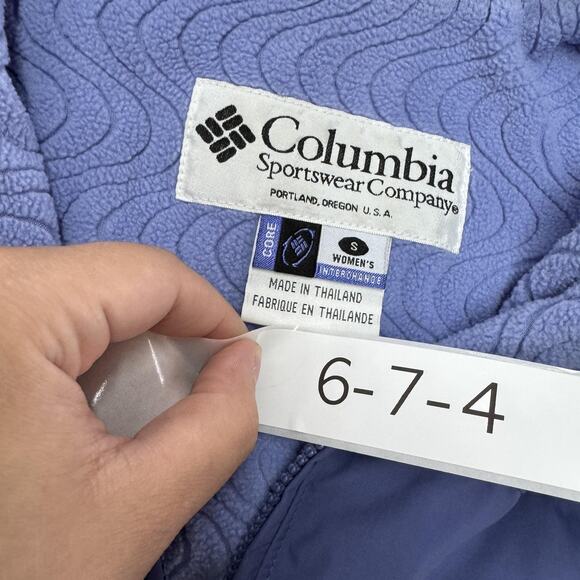 Columbia
Sportswear Company®
PORTLAND, OREGON U.S.A.
CORE
S
WOMEN'S
INTERCHANGE
MADE IN THAILAND
FABRIQUE EN THAILANDE
6-7-4